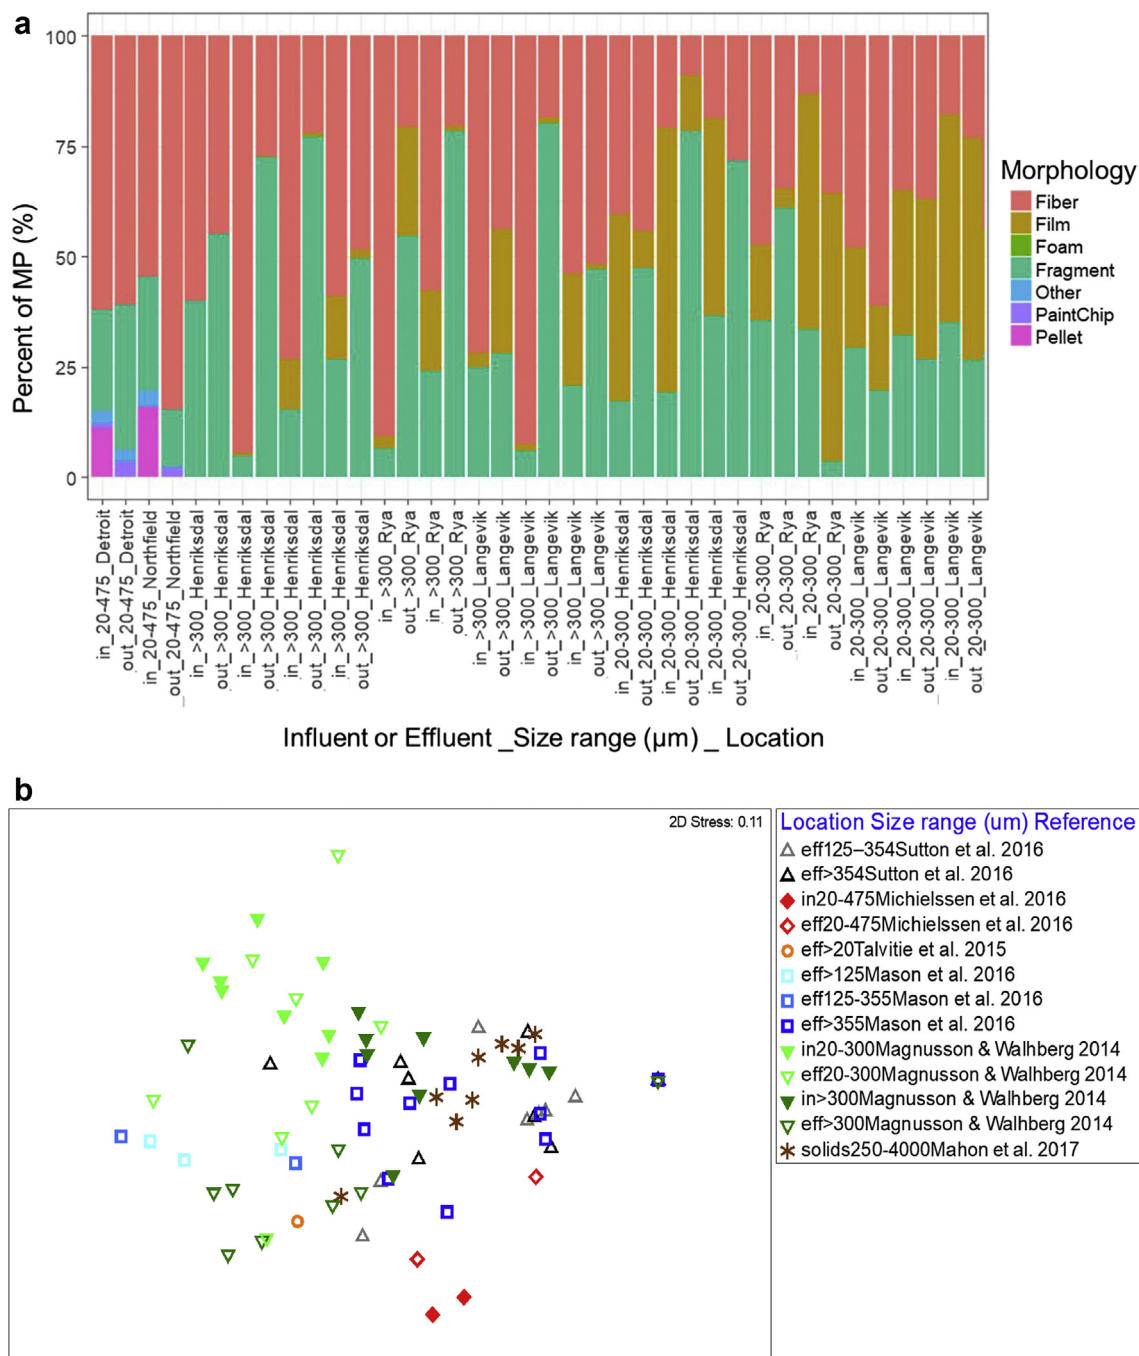 a
100
75
50
25
0
Percent of MP (%)
Morphology
Fiber
Film
Foam
Fragment
Other
PaintChip
Pellet
in_20-475_Detroit
out_20-475_Detroit
in_20-475_Northfield
out_20-475_Northfield
in_>300_Henriksdal
out_>300_Henriksdal
in_>300_Henriksdal
out_>300_Henriksdal
in_>300_Henriksdal
out_>300_Henriksdal
in_>300_Henriksdal
out_>300_Henriksdal
in_>300_Rya
out_>300_Rya
in_>300_Rya
out_>300_Rya
in_>300_Langevik
out_>300_Langevik
in_>300_Langevik
out_>300_Langevik
in_>300_Langevik
out_>300_Langevik
in_20-300_Henriksdal
out_20-300_Henriksdal
in_20-300_Henriksdal
out_20-300_Henriksdal
in_20-300_Henriksdal
out_20-300_Henriksdal
in_20-300_Rya
out_20-300_Rya
in_20-300_Rya
out_20-300_Rya
in_20-300_Langevik
out_20-300_Langevik
in_20-300_Langevik
out_20-300_Langevik
in_20-300_Langevik
out_20-300_Langevik
Influent or Effluent _Size range (µm) _ Location
b
2D Stress: 0.11
Location Size range (um) Reference
eff125–354Sutton et al. 2016
eff>354Sutton et al. 2016
in20-475Michielssen et al. 2016
eff20-475Michielssen et al. 2016
eff>20Talvitie et al. 2015
eff>125Mason et al. 2016
eff125-355Mason et al. 2016
eff>355Mason et al. 2016
in20-300Magnusson & Walhberg 2014
eff20-300Magnusson & Walhberg 2014
in>300Magnusson & Walhberg 2014
eff>300Magnusson & Walhberg 2014
solids250-4000Mahon et al. 2017